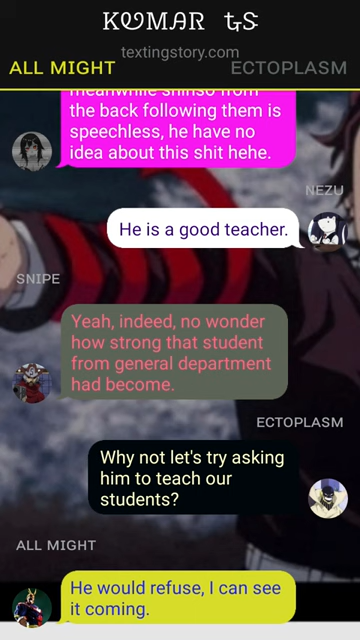 KUMAR ᎿS
textingstory.com
ALL MIGHT ECTOPLASM
meanwhile shinso from
the back following them is
speechless, he have no
idea about this shit hehe.
NEZU
He is a good teacher.
SNIPE
Yeah, indeed, no wonder
how strong that student
from general department
had become.
ECTOPLASM
Why not let's try asking
him to teach our
students?
ALL MIGHT
He would refuse, I can see
it coming.